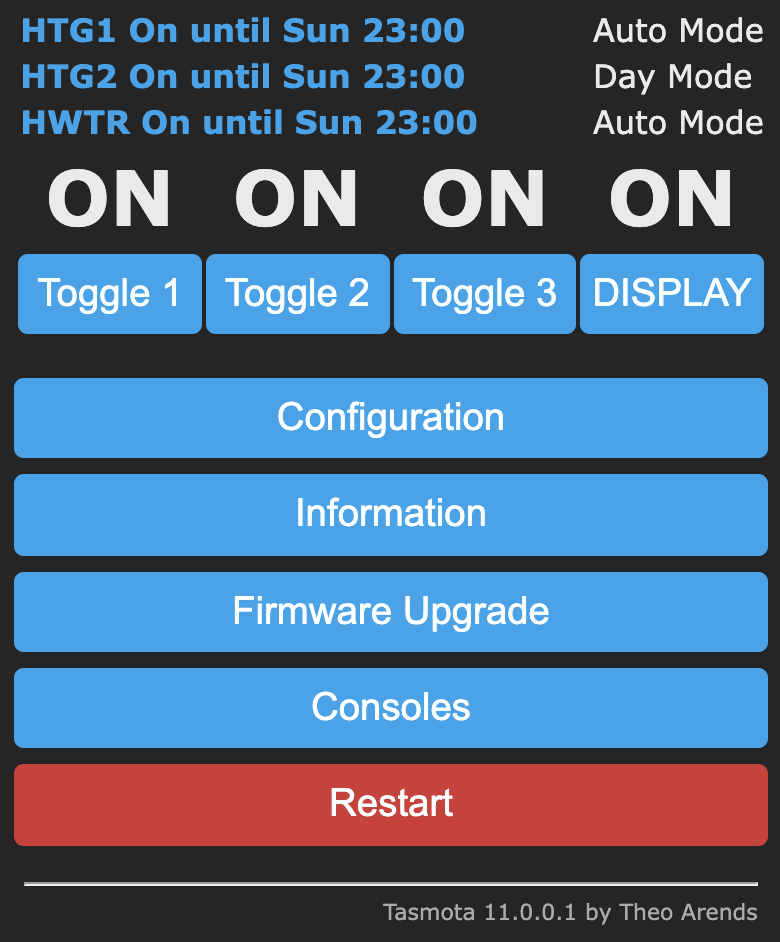 HTG1 On until Sun 23:00 Auto Mode
HTG2 On until Sun 23:00 Day Mode
HWTR On until Sun 23:00 Auto Mode
ON ON ON ON
Toggle 1 Toggle 2 Toggle 3 DISPLAY
Configuration
Information
Firmware Upgrade
Consoles
Restart
Tasmota 11.0.0.1 by Theo Arends